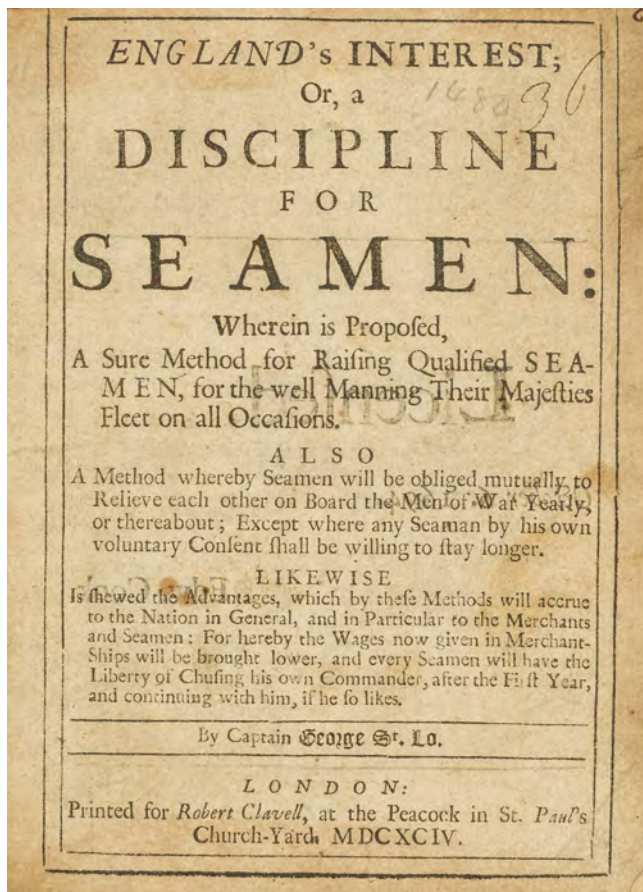 ENGLAND's INTEREST;
Or, a
DISCIPLINE
FOR
SEAMEN:
Wherein is Propoſed,
A Sure Method for Raiſing Qualified SEA-
MEN, for the well Manning Their Majeſties
Fleet on all Occaſions.
ALSO
A Method whereby Seamen will be obliged mutually to
Relieve each other on Board the Men of War Yearly,
or thereabout; Except where any Seaman by his own
voluntary Conſent ſhall be willing to ſtay longer.
LIKEWISE
Is ſhewed the Advantages, which by theſe Methods will accrue
to the Nation in General, and in Particular to the Merchants
and Seamen: For hereby the Wages now given in Merchant-
Ships will be brought lower, and every Seamen will have the
Liberty of Chuſing his own Commander, after the Firſt Year,
and continuing with him, if he ſo likes.
By Captain George St. Lo.
LONDON:
Printed for Robert Clavell, at the Peacock in St. Paul's
Church-Yard. MDCXCIV.